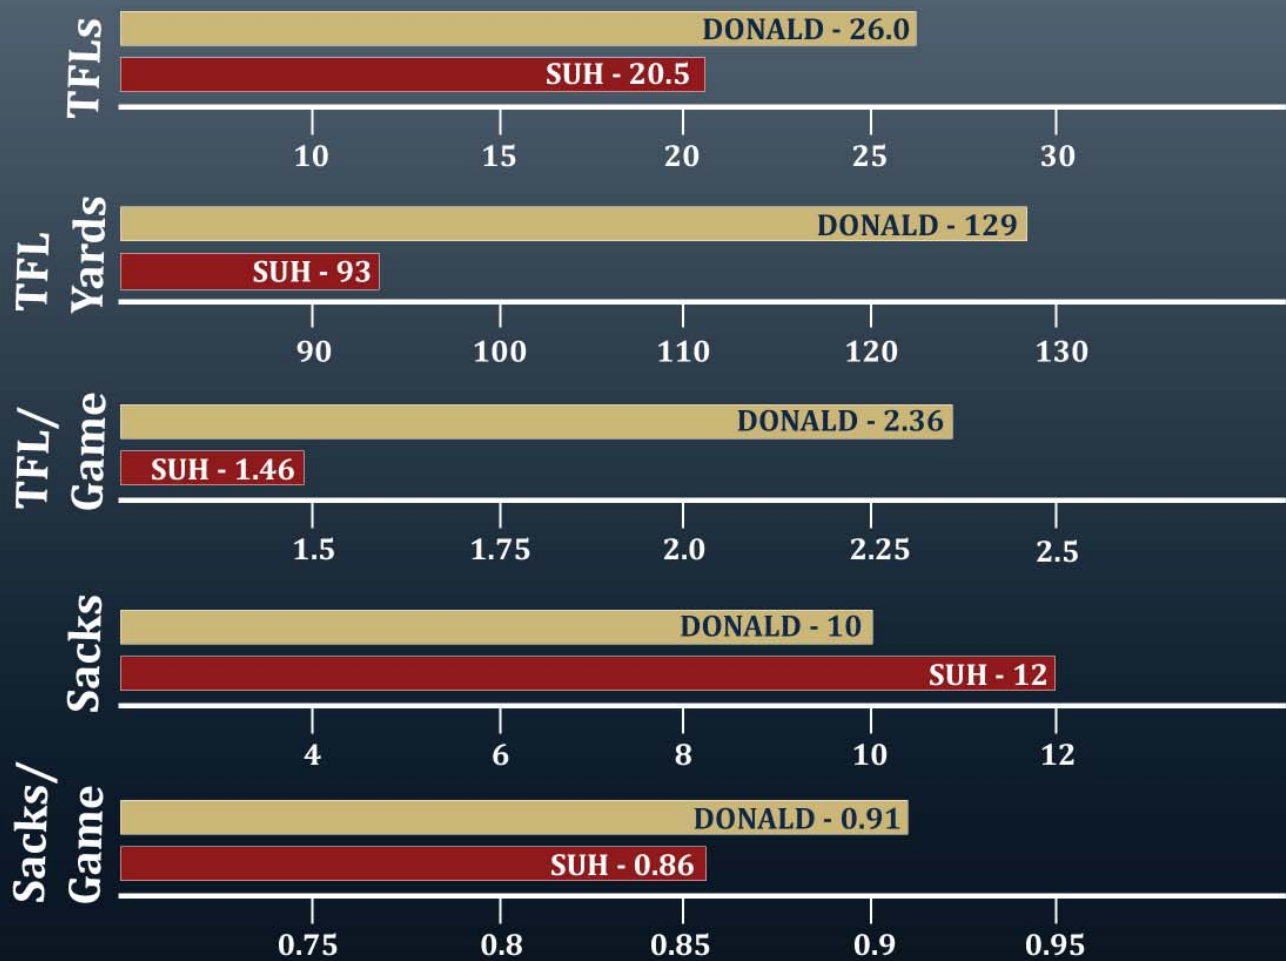 TFLs
DONALD - 26.0
SUH - 20.5
10 15 20 25 30
TFL
Yards
DONALD - 129
SUH - 93
90 100 110 120 130
TFL/
Game
DONALD - 2.36
SUH - 1.46
1.5 1.75 2.0 2.25 2.5
Sacks
DONALD - 10
SUH - 12
4 6 8 10 12
Sacks/
Game
DONALD - 0.91
SUH - 0.86
0.75 0.8 0.85 0.9 0.95